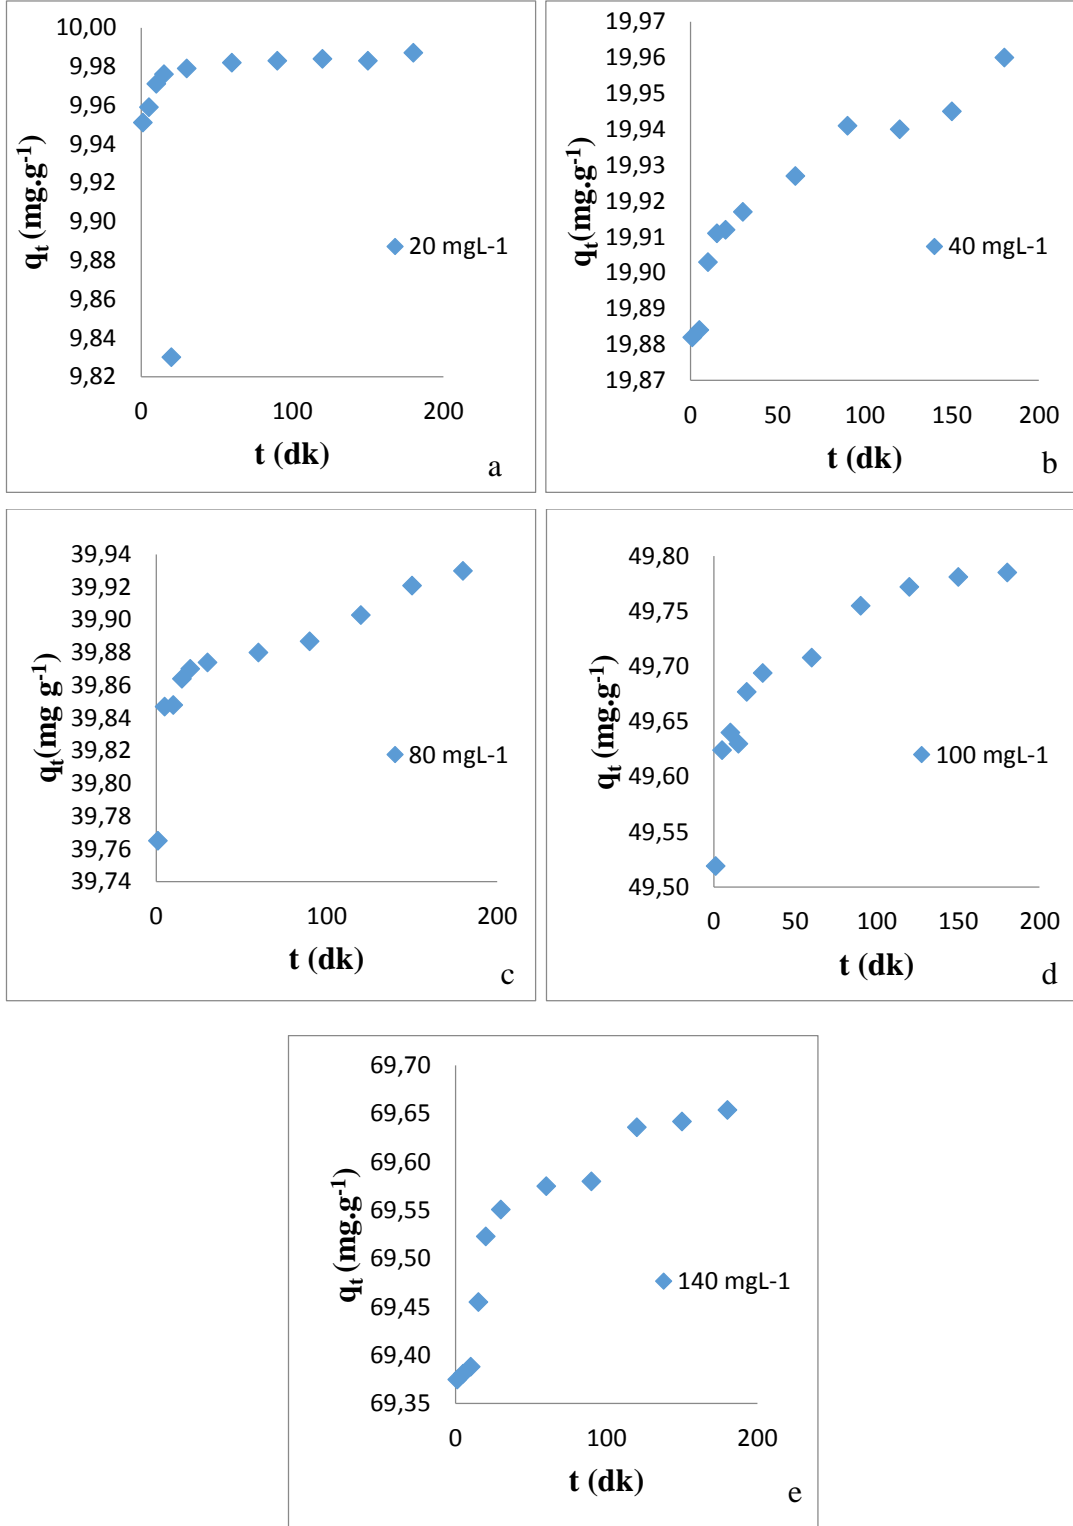 10,00
9,98
9,96
9,94
9,92
9,90
9,88
9,86
9,84
9,82
0 100 200
qt (mg.g-1)
t (dk)
20 mgL-1
a
19,97
19,96
19,95
19,94
19,93
19,92
19,91
19,90
19,89
19,88
19,87
0 50 100 150 200
qt(mg.g-1)
t (dk)
40 mgL-1
b
39,94
39,92
39,90
39,88
39,86
39,84
39,82
39,80
39,78
39,76
39,74
0 100 200
qt(mg g-1)
t (dk)
80 mgL-1
c
49,80
49,75
49,70
49,65
49,60
49,55
49,50
0 50 100 150 200
qt (mg.g-1)
t (dk)
100 mgL-1
d
69,70
69,65
69,60
69,55
69,50
69,45
69,40
69,35
0 100 200
qt (mg.g-1)
t (dk)
140 mgL-1
e